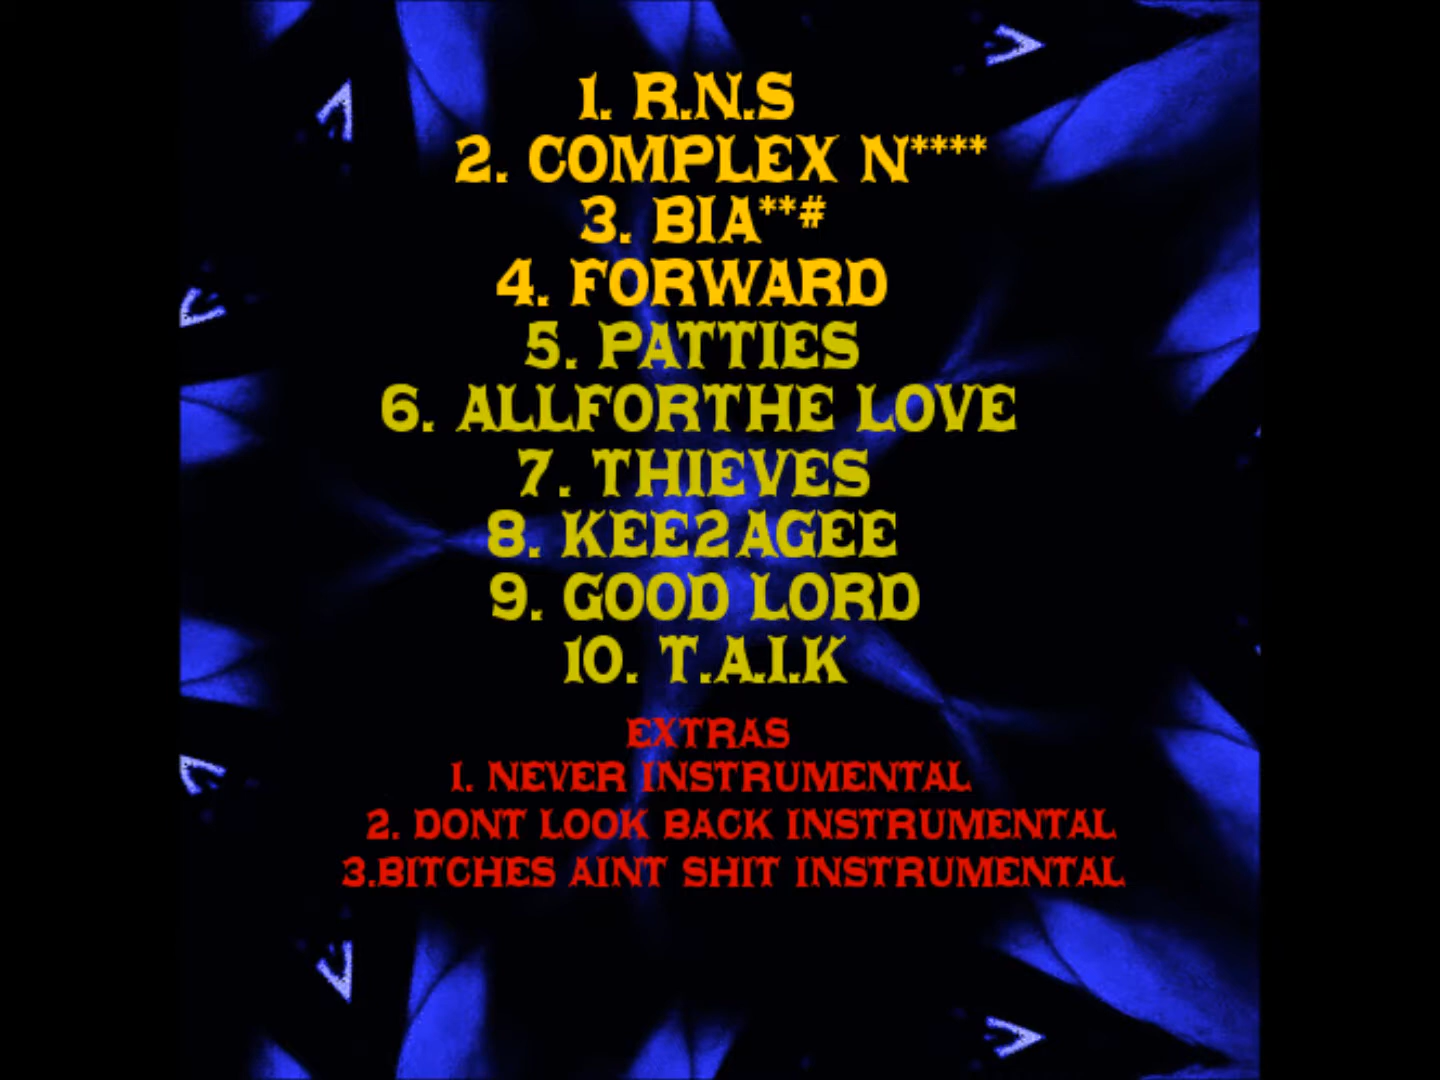 1. R.N.S
2. COMPLEX N****
3. BIA**#
4. FORWARD
5. PATTIES
6. ALLFORTHE LOVE
7. THIEVES
8. KEE2AGEE
9. GOOD LORD
10. T.A.I.K
EXTRAS
1. NEVER INSTRUMENTAL
2. DONT LOOK BACK INSTRUMENTAL
3.BITCHES AINT SHIT INSTRUMENTAL